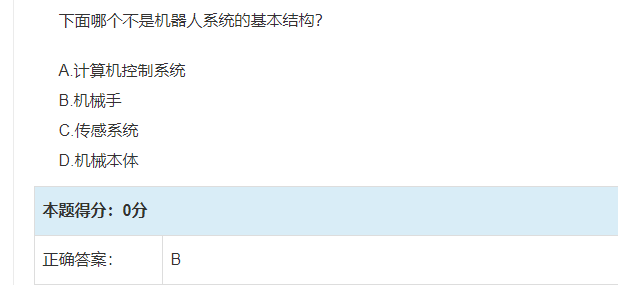 下面哪个不是机器人系统的基本结构？
A.计算机控制系统
B.机械手
C.传感系统
D.机械本体
本题得分：0分
正确答案： B